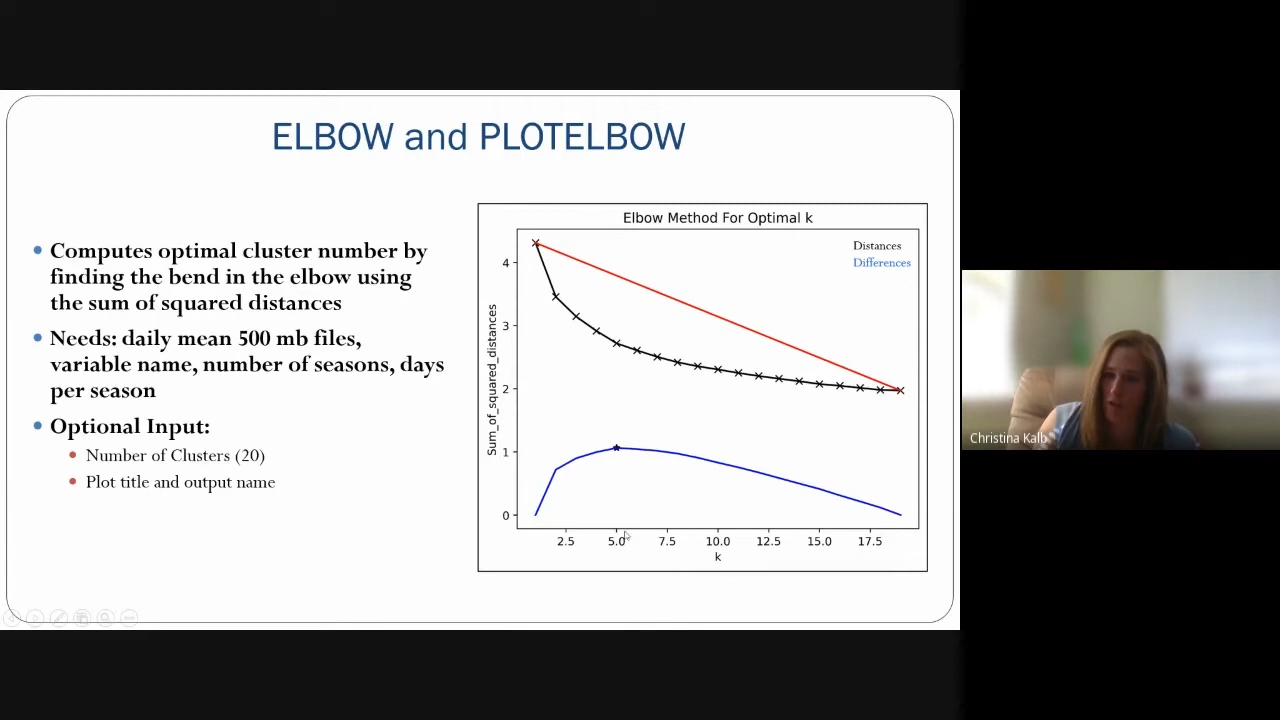 ELBOW and PLOTELBOW
Computes optimal cluster number by
finding the bend in the elbow using
the sum of squared distances
Needs: daily mean 500 mb files,
variable name, number of seasons, days
per season
Optional Input:
Number of Clusters (20)
Plot title and output name
Elbow Method For Optimal k
Distances
Differences
Sum_of_squared_distances
4
3
2
1
0
2.5 5.0 7.5 10.0 12.5 15.0 17.5
k
Christina Kalb